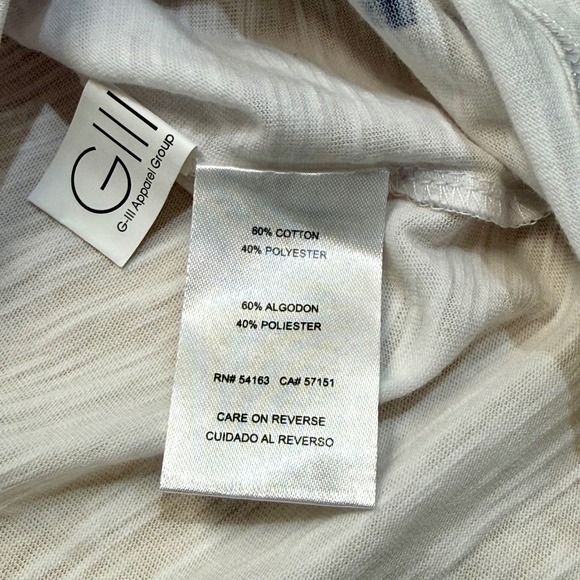 GIII
G-III Apparel Group
60% COTTON
40% POLYESTER
60% ALGODON
40% POLIESTER
RN# 54163 CA# 57151
CARE ON REVERSE
CUIDADO AL REVERSO